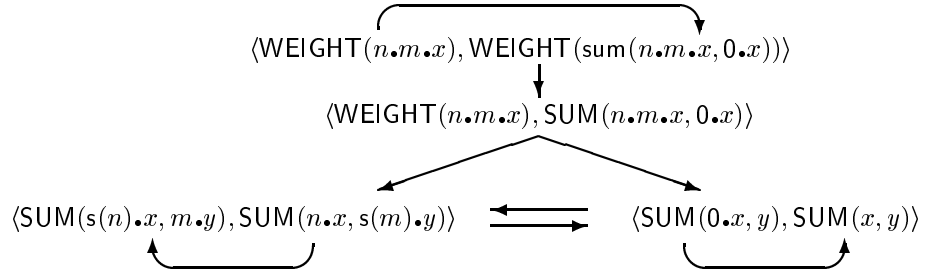 ⟨WEIGHT(n•m•x), WEIGHT(sum(n•m•x, 0•x))⟩
⟨WEIGHT(n•m•x), SUM(n•m•x, 0•x)⟩
⟨SUM(s(n)•x, m•y), SUM(n•x, s(m)•y)⟩ ⟨SUM(0•x, y), SUM(x, y)⟩